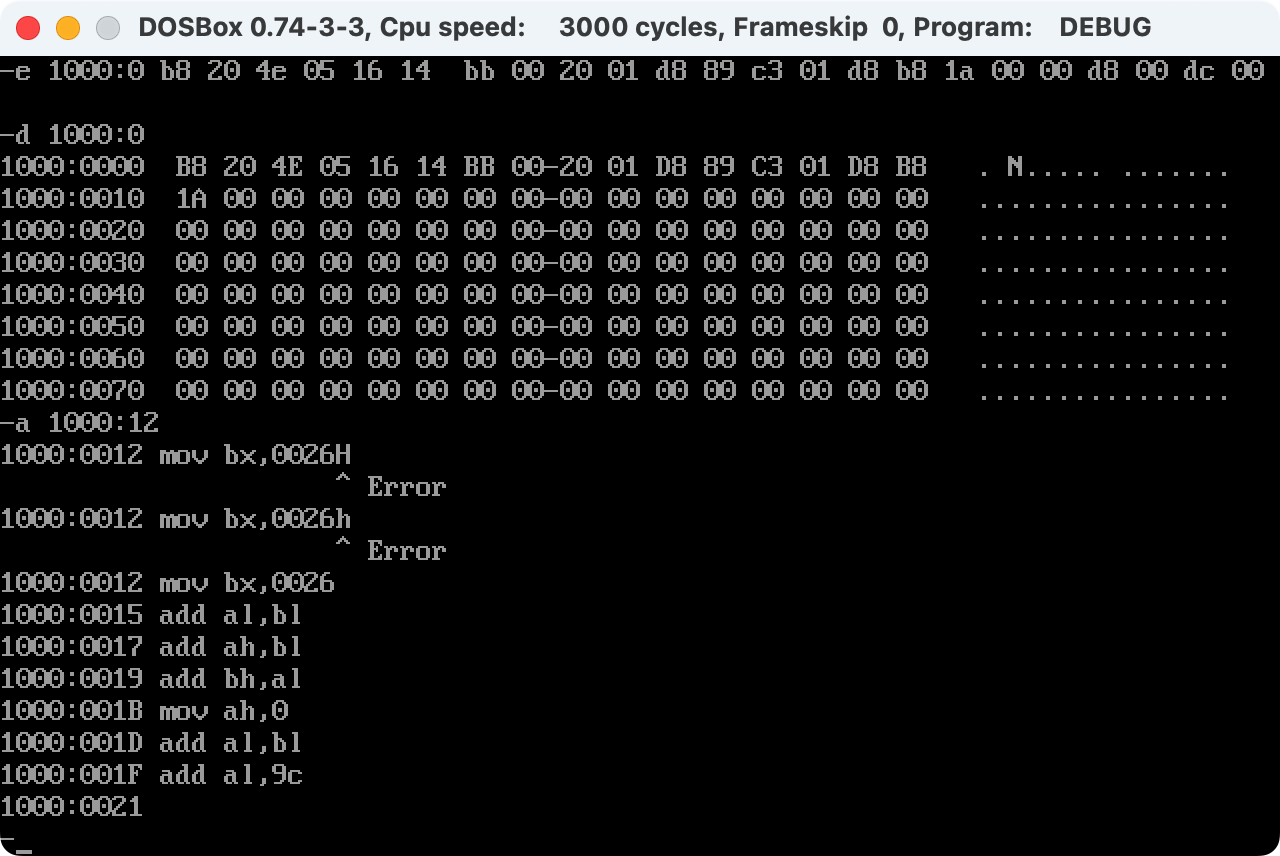 DOSBox 0.74-3-3, Cpu speed: 3000 cycles, Frameskip 0, Program: DEBUG
-e 1000:0 b8 20 4e 05 16 14  bb 00 20 01 d8 89 c3 01 d8 b8 1a 00 00 d8 00 dc 00
-d 1000:0
1000:0000  B8 20 4E 05 16 14 BB 00-20 01 D8 89 C3 01 D8 B8   . N..... .......
1000:0010  1A 00 00 00 00 00 00 00-00 00 00 00 00 00 00 00   ................
1000:0020  00 00 00 00 00 00 00 00-00 00 00 00 00 00 00 00   ................
1000:0030  00 00 00 00 00 00 00 00-00 00 00 00 00 00 00 00   ................
1000:0040  00 00 00 00 00 00 00 00-00 00 00 00 00 00 00 00   ................
1000:0050  00 00 00 00 00 00 00 00-00 00 00 00 00 00 00 00   ................
1000:0060  00 00 00 00 00 00 00 00-00 00 00 00 00 00 00 00   ................
1000:0070  00 00 00 00 00 00 00 00-00 00 00 00 00 00 00 00   ................
-a 1000:12
1000:0012 mov bx,0026H
                     ^ Error
1000:0012 mov bx,0026h
                     ^ Error
1000:0012 mov bx,0026
1000:0015 add al,bl
1000:0017 add ah,bl
1000:0019 add bh,al
1000:001B mov ah,0
1000:001D add al,bl
1000:001F add al,9c
1000:0021
-_